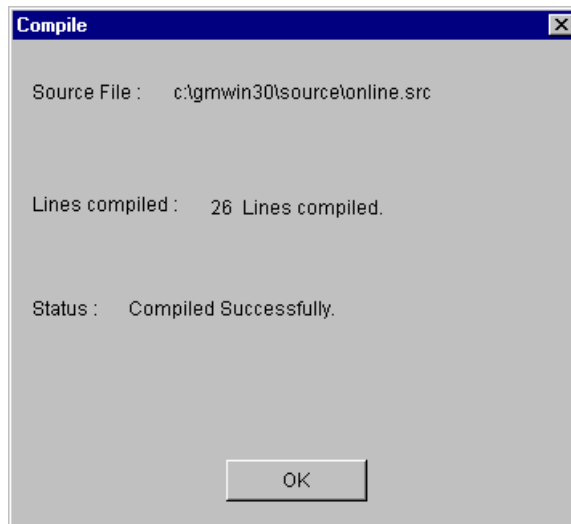 Compile
Source File : c:\gmwin30\source\online.src
Lines compiled : 26 Lines compiled.
Status : Compiled Successfully.
OK